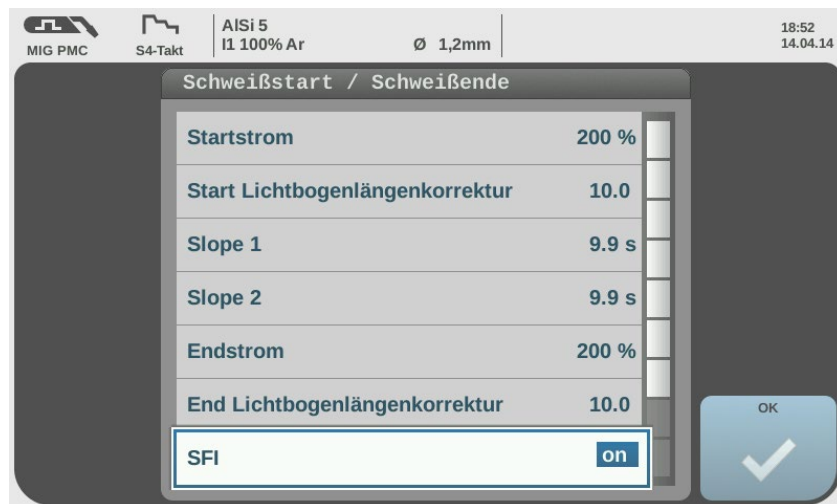 MIG PMC
S4-Takt
AlSi 5
I1 100% Ar
Ø 1,2mm
18:52
14.04.14
Schweißstart / Schweißende
Startstrom 200 %
Start Lichtbogenlängenkorrektur 10.0
Slope 1 9.9 s
Slope 2 9.9 s
Endstrom 200 %
End Lichtbogenlängenkorrektur 10.0
SFI on
OK